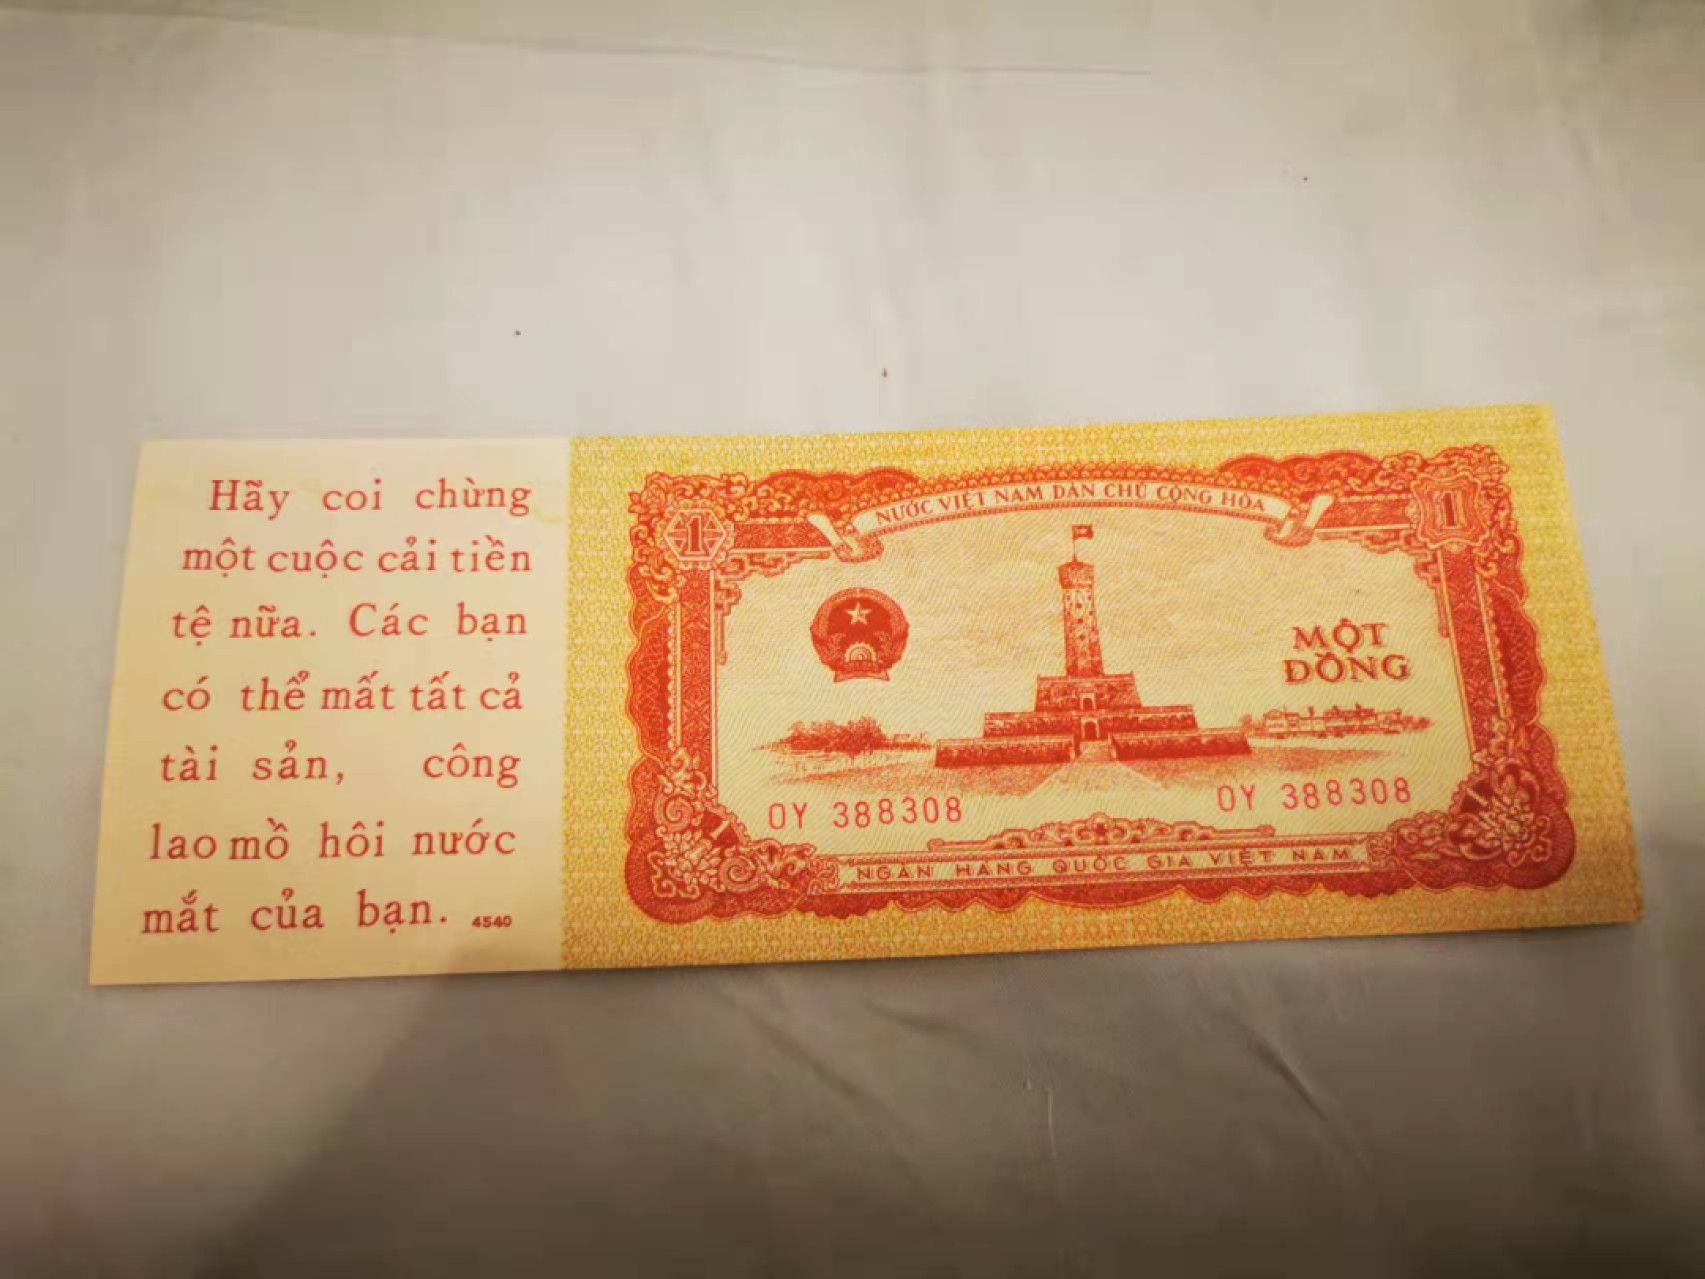 Hãy coi chừng
một cuộc cải tiền
tệ nữa. Các bạn
có thể mất tất cả
tài sản, công
lao mồ hôi nước
mắt của bạn. 4540
1
NƯỚC VIỆT NAM DÂN CHỦ CỘNG HÒA
1
MỘT
ĐỒNG
OY 388308
OY 388308
1
1
NGÂN HÀNG QUỐC GIA VIỆT NAM